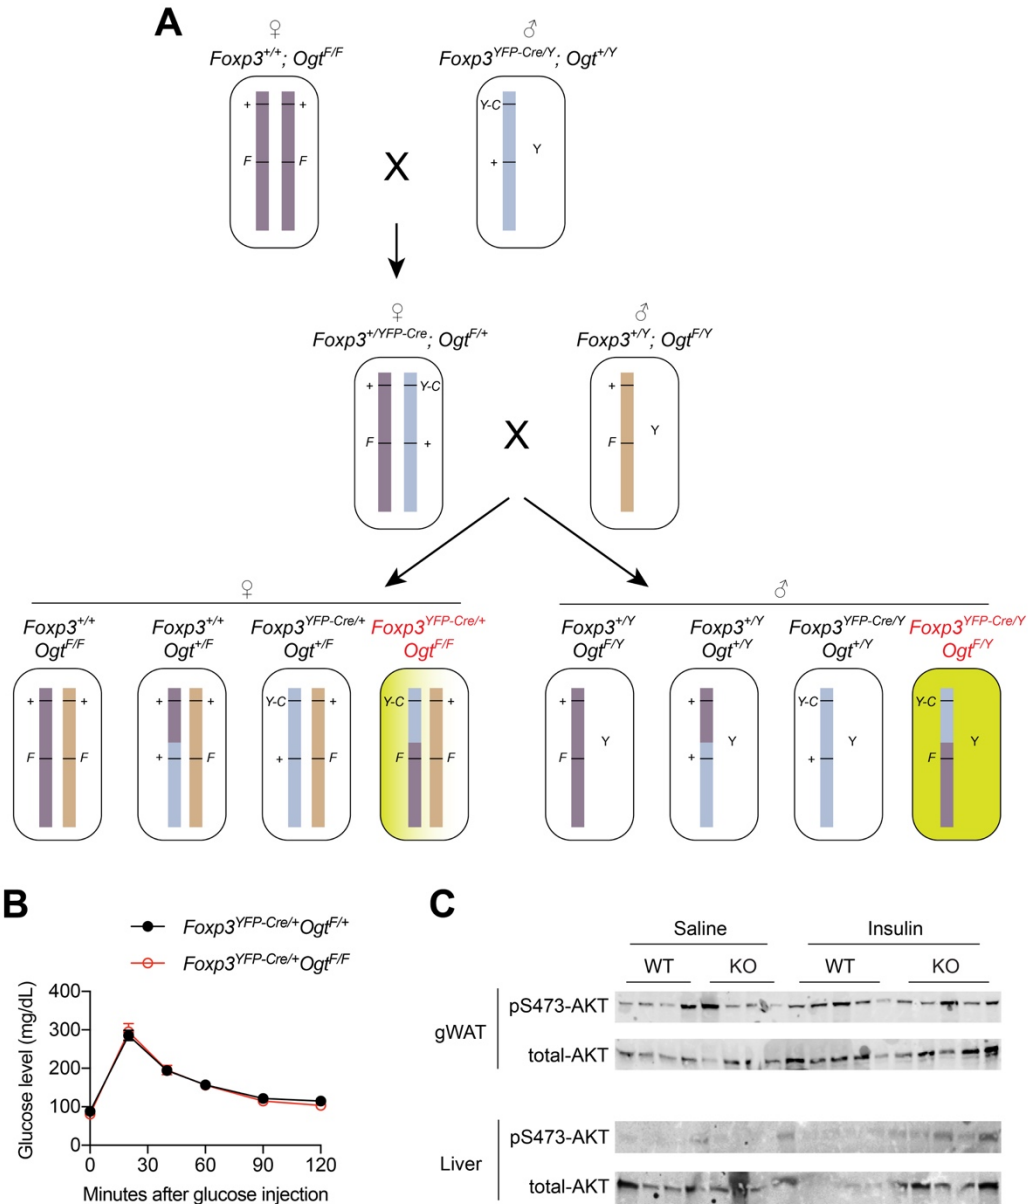 A
♀
Foxp3+/+; OgtF/F
♂
Foxp3YFP-Cre/Y; Ogt+/Y
+ +
F F
Y-C
+
Y
X
♀
Foxp3+/YFP-Cre; OgtF/+
♂
Foxp3+/Y; OgtF/Y
+ Y-C
F +
+
F
Y
X
♀
Foxp3+/+
OgtF/F
Foxp3+/+
Ogt+/F
Foxp3YFP-Cre/+
Ogt+/F
Foxp3YFP-Cre/+
OgtF/F
+ +
F F
+ +
+ F
Y-C +
+ F
Y-C +
F F
♂
Foxp3+/Y
OgtF/Y
Foxp3+/Y
Ogt+/Y
Foxp3YFP-Cre/Y
Ogt+/Y
Foxp3YFP-Cre/Y
OgtF/Y
+
F
Y
+
+
Y
Y-C
+
Y
Y-C
F
Y
B
Foxp3YFP-Cre/+OgtF/+
Foxp3YFP-Cre/+OgtF/F
Glucose level (mg/dL)
400
300
200
100
0
0 30 60 90 120
Minutes after glucose injection
C
Saline Insulin
WT KO WT KO
gWAT
pS473-AKT
total-AKT
Liver
pS473-AKT
total-AKT